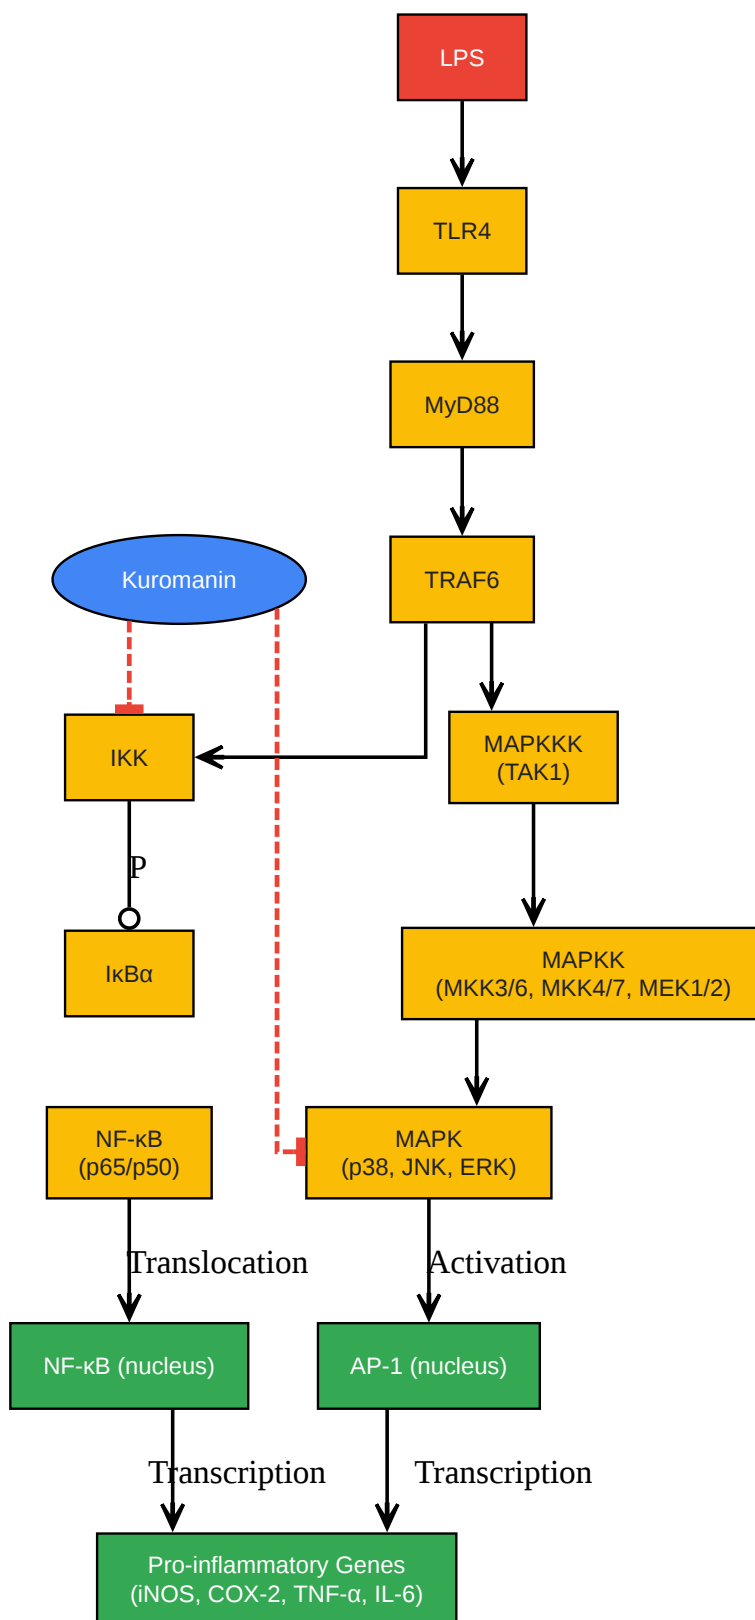 LPS
TLR4
MyD88
Kuromanin
TRAF6
IKK
MAPKKK
(TAK1)
P
IκBα
MAPKK
(MKK3/6, MKK4/7, MEK1/2)
NF-κB
(p65/p50)
MAPK
(p38, JNK, ERK)
Translocation
Activation
NF-κB (nucleus)
AP-1 (nucleus)
Transcription
Transcription
Pro-inflammatory Genes
(iNOS, COX-2, TNF-α, IL-6)